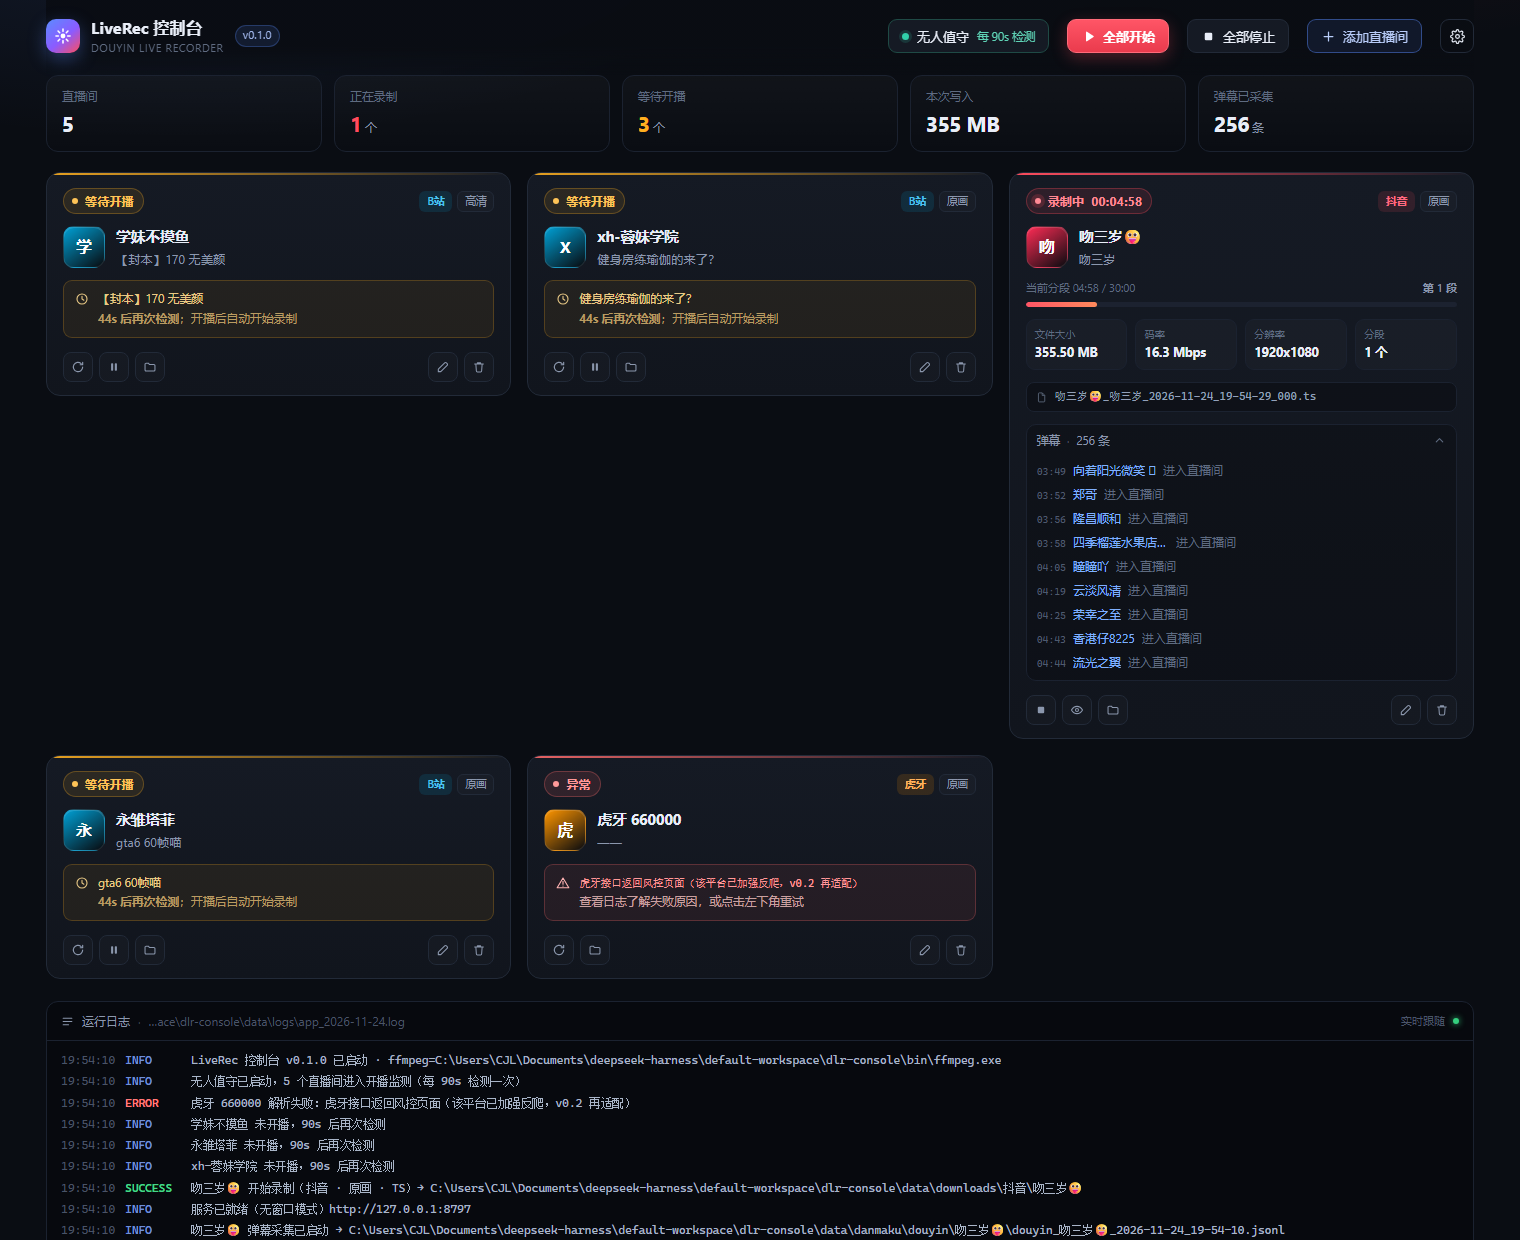 LiveRec 控制台
DOUYIN LIVE RECORDER
v0.1.0
无人值守 每 90s 检测
全部开始
全部停止
添加直播间
直播间
5
正在录制
1 个
等待开播
3 个
本次写入
355 MB
弹幕已采集
256 条
等待开播
B站
高清
学
学妹不摸鱼
【封本】170 无美颜
【封本】170 无美颜
44s 后再次检测；开播后自动开始录制
等待开播
B站
原画
X
xh-蓉妹学院
健身房练瑜伽的来了？
健身房练瑜伽的来了？
44s 后再次检测；开播后自动开始录制
录制中 00:04:58
抖音
原画
吻
吻三岁😛
吻三岁
当前分段 04:58 / 30:00
第 1 段
文件大小
355.50 MB
码率
16.3 Mbps
分辨率
1920x1080
分段
1 个
吻三岁😛_吻三岁_2026-11-24_19-54-29_000.ts
弹幕 · 256 条
03:49 向着阳光微笑 进入直播间
03:52 郑哥 进入直播间
03:56 隆昌顺和 进入直播间
03:58 四季榴莲水果店... 进入直播间
04:05 瞳瞳吖 进入直播间
04:19 云淡风清 进入直播间
04:25 荣幸之至 进入直播间
04:43 香港仔8225 进入直播间
04:44 流光之翼 进入直播间
等待开播
B站
原画
永
永雏塔菲
gta6 60帧喵
gta6 60帧喵
44s 后再次检测；开播后自动开始录制
异常
虎牙
原画
虎
虎牙 660000
——
虎牙接口返回风控页面（该平台已加强反爬，v0.2 再适配）
查看日志了解失败原因，或点击左下角重试
运行日志 · ...ace\dlr-console\data\logs\app_2026-11-24.log
实时跟随
19:54:10 INFO LiveRec 控制台 v0.1.0 已启动 · ffmpeg=C:\Users\CJL\Documents\deepseek-harness\default-workspace\dlr-console\bin\ffmpeg.exe
19:54:10 INFO 无人值守已启动，5 个直播间进入开播监测（每 90s 检测一次）
19:54:10 ERROR 虎牙 660000 解析失败: 虎牙接口返回风控页面（该平台已加强反爬，v0.2 再适配）
19:54:10 INFO 学妹不摸鱼 未开播，90s 后再次检测
19:54:10 INFO 永雏塔菲 未开播，90s 后再次检测
19:54:10 INFO xh-蓉妹学院 未开播，90s 后再次检测
19:54:10 SUCCESS 吻三岁😛 开始录制（抖音 · 原画 · TS）→ C:\Users\CJL\Documents\deepseek-harness\default-workspace\dlr-console\data\downloads\抖音\吻三岁😛
19:54:10 INFO 服务已就绪（无窗口模式）http://127.0.0.1:8797
19:54:10 INFO 吻三岁😛 弹幕采集已启动 → C:\Users\CJL\Documents\deepseek-harness\default-workspace\dlr-console\data\danmaku\douyin\吻三岁😛\douyin_吻三岁😛_2026-11-24_19-54-10.jsonl